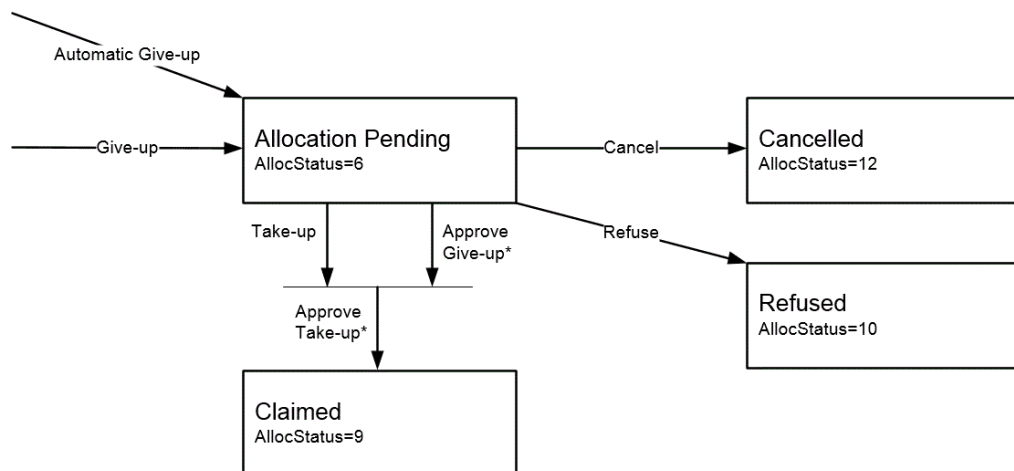 Automatic Give-up
Give-up
Allocation Pending
AllocStatus=6
Cancel
Cancelled
AllocStatus=12
Take-up
Approve
Give-up*
Refuse
Refused
AllocStatus=10
Approve
Take-up*
Claimed
AllocStatus=9